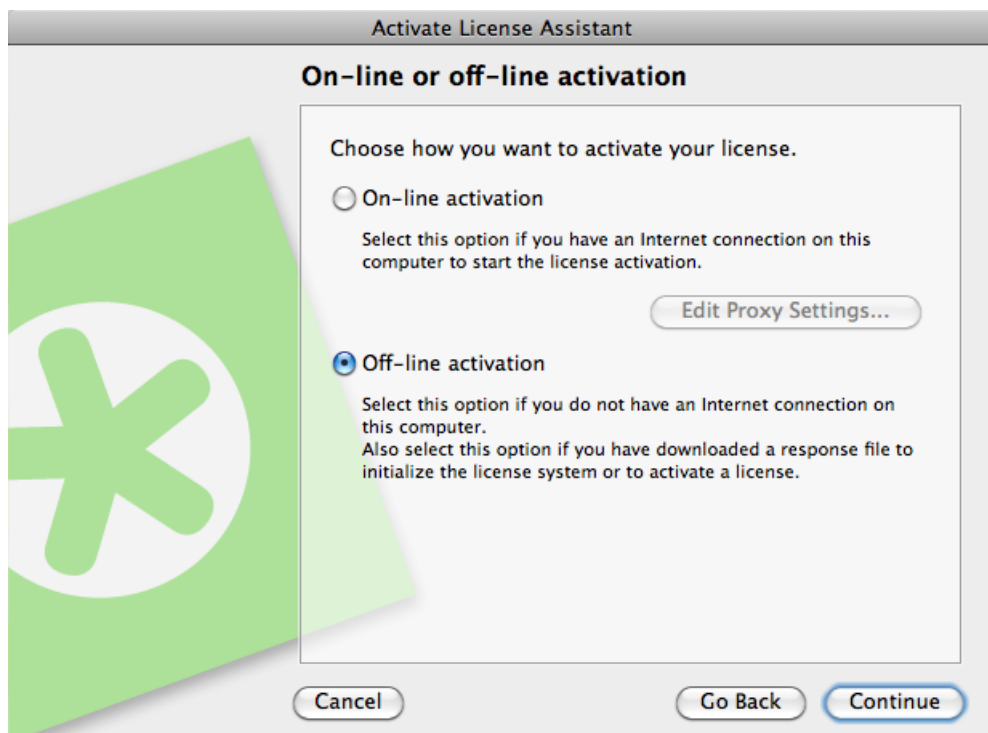 Activate License Assistant
On-line or off-line activation
Choose how you want to activate your license.
On-line activation
Select this option if you have an Internet connection on this
computer to start the license activation.
Edit Proxy Settings...
Off-line activation
Select this option if you do not have an Internet connection on
this computer.
Also select this option if you have downloaded a response file to
initialize the license system or to activate a license.
Cancel
Go Back
Continue